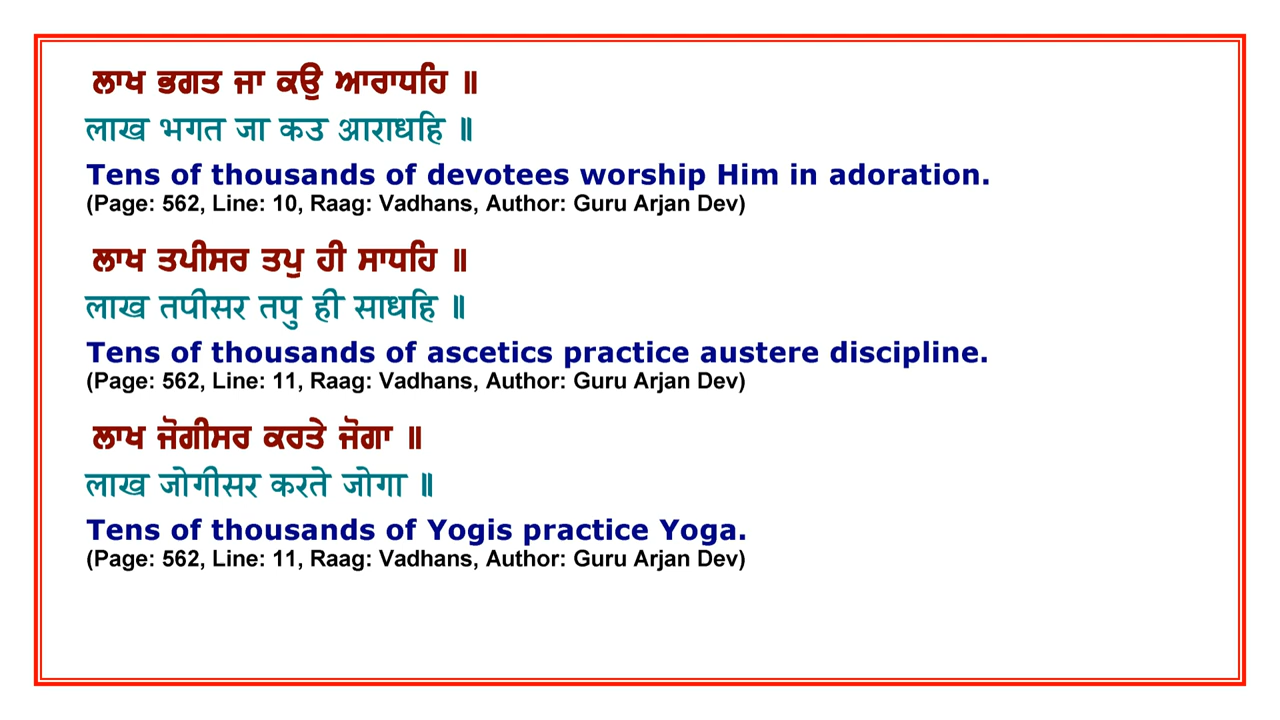 ਲਾਖ ਭਗਤ ਜਾ ਕਉ ਆਰਾਧਹਿ ॥
लाख भगत जा कउ आराधहि ॥
Tens of thousands of devotees worship Him in adoration.
(Page: 562, Line: 10, Raag: Vadhans, Author: Guru Arjan Dev)
ਲਾਖ ਤਪੀਸਰ ਤਪੁ ਹੀ ਸਾਧਹਿ ॥
लाख तपीसर तपु ही साधहि ॥
Tens of thousands of ascetics practice austere discipline.
(Page: 562, Line: 11, Raag: Vadhans, Author: Guru Arjan Dev)
ਲਾਖ ਜੋਗੀਸਰ ਕਰਤੇ ਜੋਗਾ ॥
लाख जोगीसर करते जोगा ॥
Tens of thousands of Yogis practice Yoga.
(Page: 562, Line: 11, Raag: Vadhans, Author: Guru Arjan Dev)